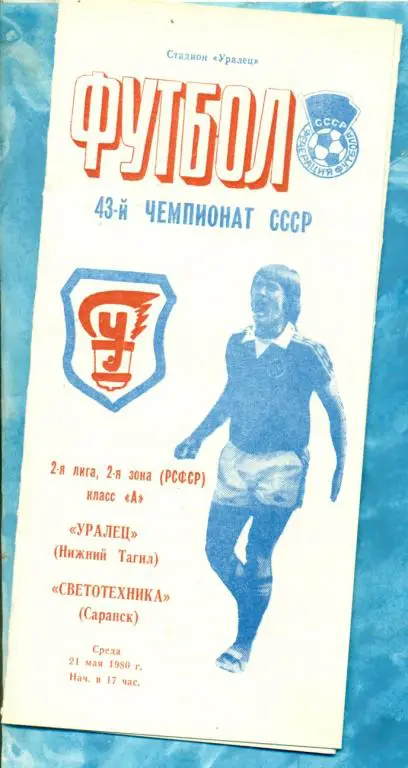 Стадион «Уралец»
ФУТБОЛ
СССР
ФЕДЕРАЦИЯ ФУТБОЛА
43-й ЧЕМПИОНАТ СССР
У
2-я лига, 2-я зона (РСФСР)
класс «А»
«УРАЛЕЦ»
(Нижний Тагил)
«СВЕТОТЕХНИКА»
(Саранск)
Среда
21 мая 1980 г.
Нач. в 17 час.